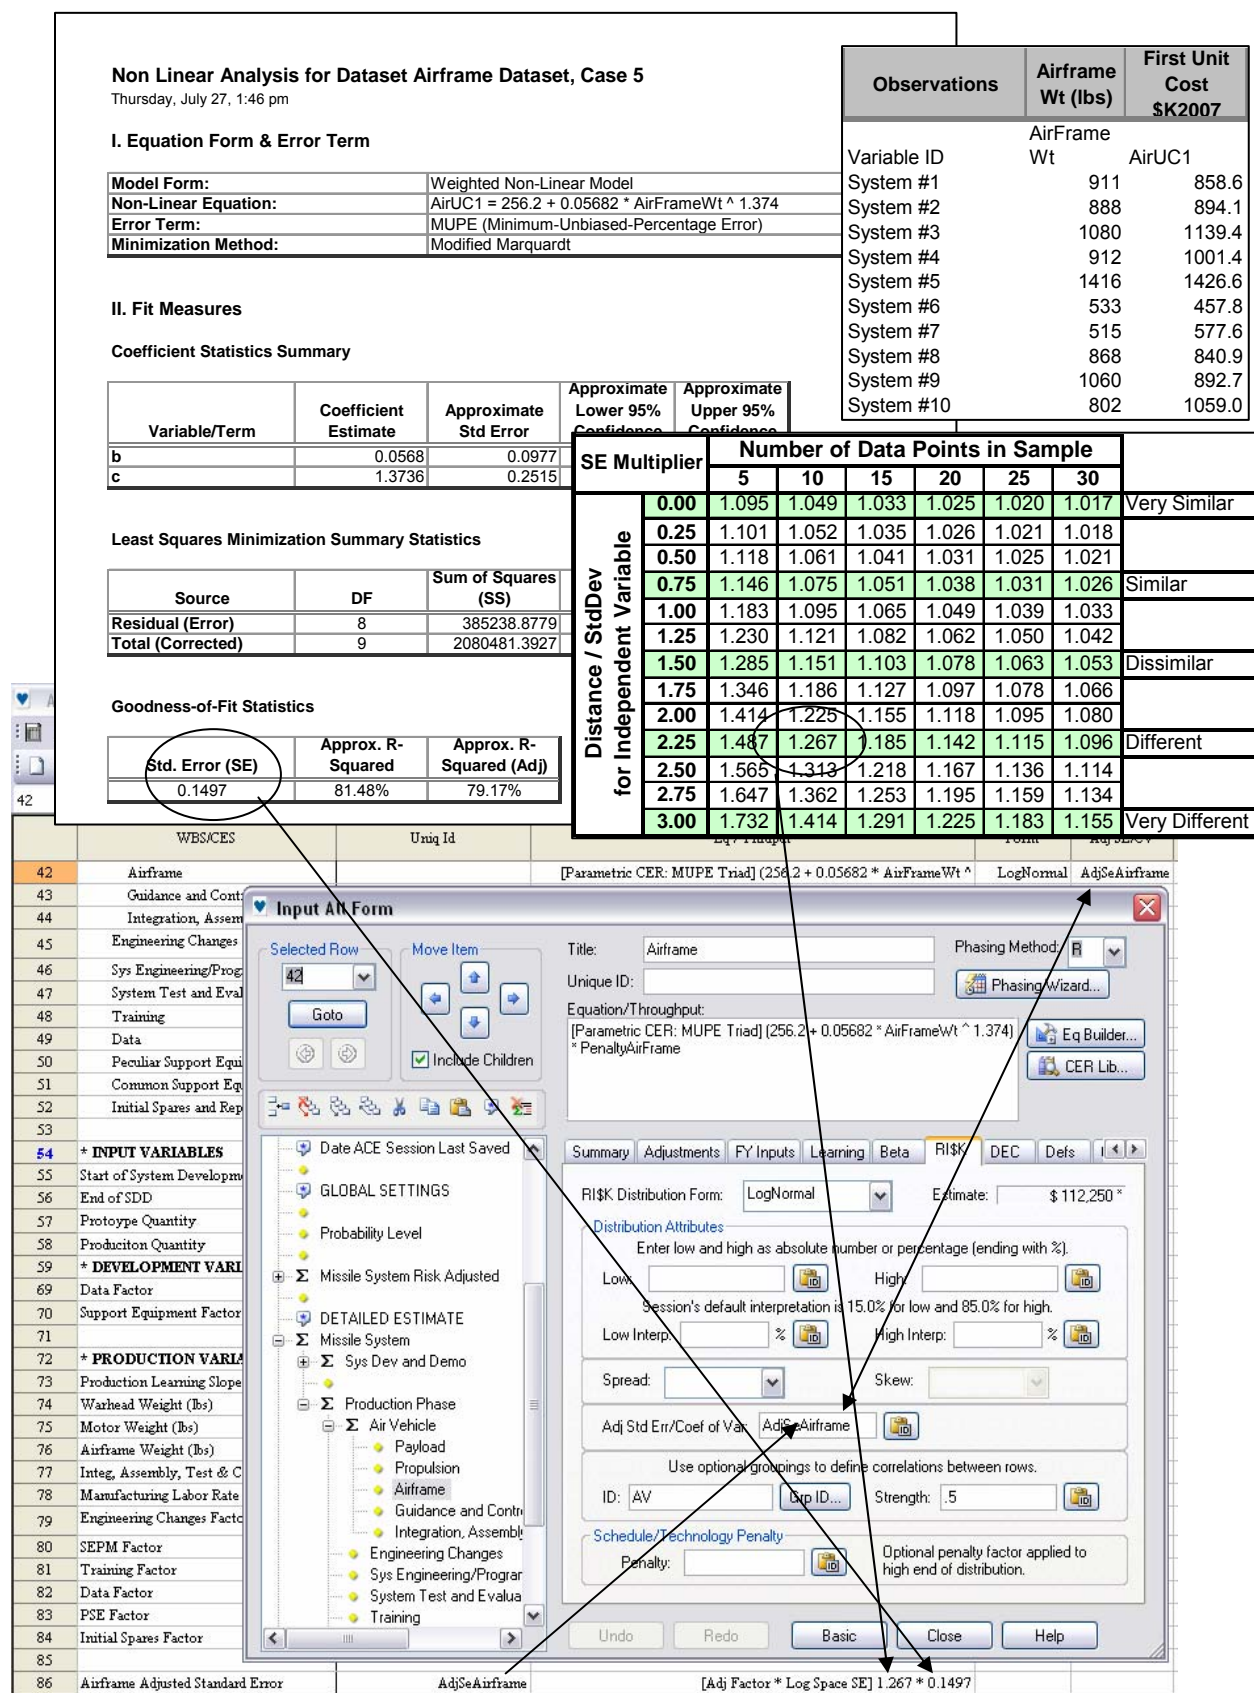 Non Linear Analysis for Dataset Airframe Dataset, Case 5
Thursday, July 27, 1:46 pm
I. Equation Form & Error Term
Model Form: Weighted Non-Linear Model
Non-Linear Equation: AirUC1 = 256.2 + 0.05682 * AirFrameWt ^ 1.374
Error Term: MUPE (Minimum-Unbiased-Percentage Error)
Minimization Method: Modified Marquardt
II. Fit Measures
Coefficient Statistics Summary
Variable/Term Coefficient Estimate Approximate Std Error Approximate Lower 95% Confidence Approximate Upper 95% Confidence
b 0.0568 0.0977
c 1.3736 0.2515
Least Squares Minimization Summary Statistics
Source DF Sum of Squares (SS)
Residual (Error) 8 385238.8779
Total (Corrected) 9 2080481.3927
Goodness-of-Fit Statistics
Std. Error (SE) Approx. R-Squared Approx. R-Squared (Adj)
0.1497 81.48% 79.17%
Observations Airframe Wt (lbs) First Unit Cost $K2007
Variable ID AirFrame Wt AirUC1
System #1 911 858.6
System #2 888 894.1
System #3 1080 1139.4
System #4 912 1001.4
System #5 1416 1426.6
System #6 533 457.8
System #7 515 577.6
System #8 868 840.9
System #9 1060 892.7
System #10 802 1059.0
SE Multiplier Number of Data Points in Sample
5 10 15 20 25 30
Distance / StdDev for Independent Variable
0.00 1.095 1.049 1.033 1.025 1.020 1.017 Very Similar
0.25 1.101 1.052 1.035 1.026 1.021 1.018
0.50 1.118 1.061 1.041 1.031 1.025 1.021
0.75 1.146 1.075 1.051 1.038 1.031 1.026 Similar
1.00 1.183 1.095 1.065 1.049 1.039 1.033
1.25 1.230 1.121 1.082 1.062 1.050 1.042
1.50 1.285 1.151 1.103 1.078 1.063 1.053 Dissimilar
1.75 1.346 1.186 1.127 1.097 1.078 1.066
2.00 1.414 1.225 1.155 1.118 1.095 1.080
2.25 1.487 1.267 1.185 1.142 1.115 1.096 Different
2.50 1.565 1.313 1.218 1.167 1.136 1.114
2.75 1.647 1.362 1.253 1.195 1.159 1.134
3.00 1.732 1.414 1.291 1.225 1.183 1.155 Very Different
42
WBS/CES Uniq Id
42 Airframe [Parametric CER: MUPE Triad] (256.2 + 0.05682 * AirFrameWt ^ LogNormal AdjSeAirframe
43 Guidance and Cont
44 Integration, Assem
45 Engineering Changes
46 Sys Engineering/Prog
47 System Test and Eval
48 Training
49 Data
50 Peculiar Support Equi
51 Common Support Eq
52 Initial Spares and Rep
53
54 * INPUT VARIABLES
55 Start of System Developm
56 End of SDD
57 Protoype Quantity
58 Produciton Quantity
59 * DEVELOPMENT VARI
69 Data Factor
70 Support Equipment Factor
71
72 * PRODUCTION VARIA
73 Production Learning Slope
74 Warhead Weight (lbs)
75 Motor Weight (lbs)
76 Airframe Weight (lbs)
77 Integ, Assembly, Test & C
78 Manufacturing Labor Rate
79 Engineering Changes Facto
80 SEPM Factor
81 Training Factor
82 Data Factor
83 PSE Factor
84 Initial Spares Factor
85
86 Airframe Adjusted Standard Error AdjSeAirframe [Adj Factor * Log Space SE] 1.267 * 0.1497
Input All Form
Selected Row
42
Goto
Move Item
Include Children
Title: Airframe
Phasing Method: R
Unique ID:
Phasing Wizard...
Equation/Throughput:
[Parametric CER: MUPE Triad] (256.2 + 0.05682 * AirFrameWt ^ 1.374)
* PenaltyAirFrame
Eq Builder...
CER Lib...
Date ACE Session Last Saved
GLOBAL SETTINGS
Probability Level
Missile System Risk Adjusted
DETAILED ESTIMATE
Missile System
Sys Dev and Demo
Production Phase
Air Vehicle
Payload
Propulsion
Airframe
Guidance and Contr
Integration, Assembl
Engineering Changes
Sys Engineering/Program
System Test and Evalua
Training
Summary Adjustments FY Inputs Learning Beta RI$K DEC Defs
RI$K Distribution Form: LogNormal Estimate: $ 112,250 *
Distribution Attributes
Enter low and high as absolute number or percentage (ending with %).
Low: High:
Session's default interpretation is 15.0% for low and 85.0% for high.
Low Interp: % High Interp: %
Spread: Skew:
Adj Std Err/Coef of Var: AdjSeAirframe
Use optional groupings to define correlations between rows.
ID: AV Grp ID... Strength: .5
Schedule/Technology Penalty
Penalty: Optional penalty factor applied to
high end of distribution.
Undo Redo Basic Close Help